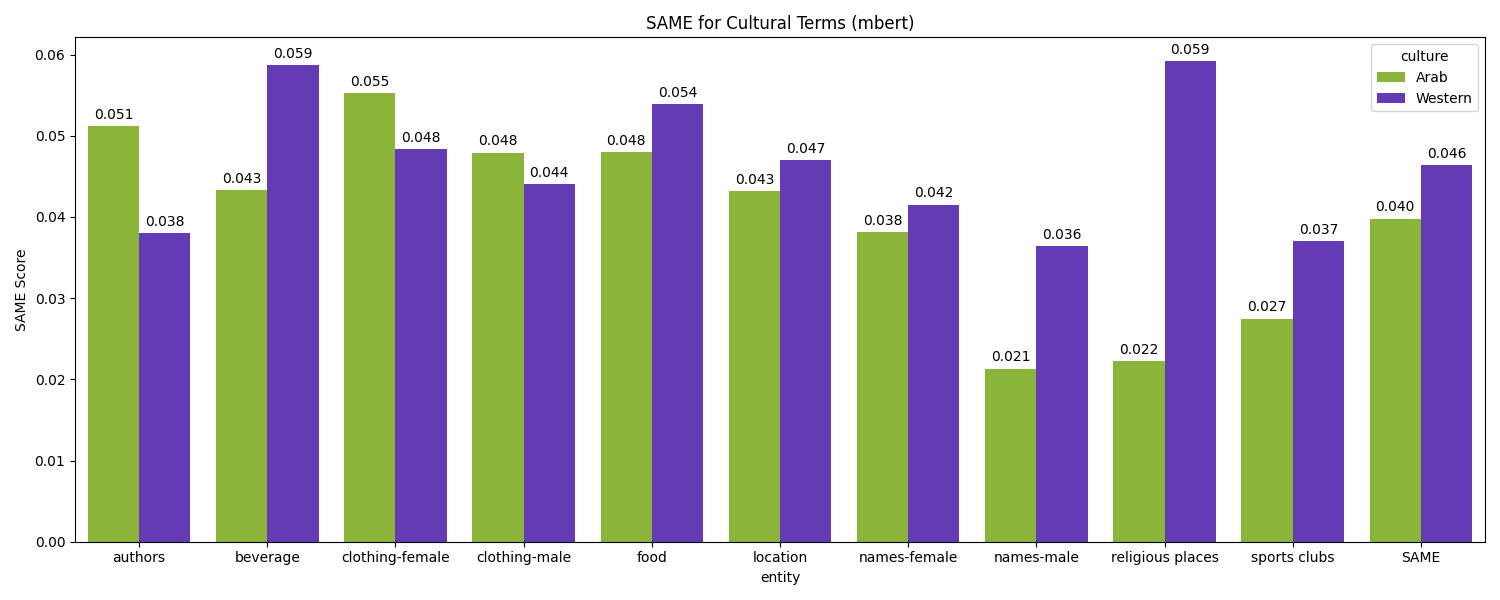 SAME for Cultural Terms (mbert)
culture
Arab
Western
SAME Score
0.06
0.05
0.04
0.03
0.02
0.01
0.00
0.051
0.038
0.043
0.059
0.055
0.048
0.048
0.044
0.048
0.054
0.043
0.047
0.038
0.042
0.021
0.036
0.022
0.059
0.027
0.037
0.040
0.046
authors
beverage
clothing-female
clothing-male
food
location
names-female
names-male
religious places
sports clubs
SAME
entity